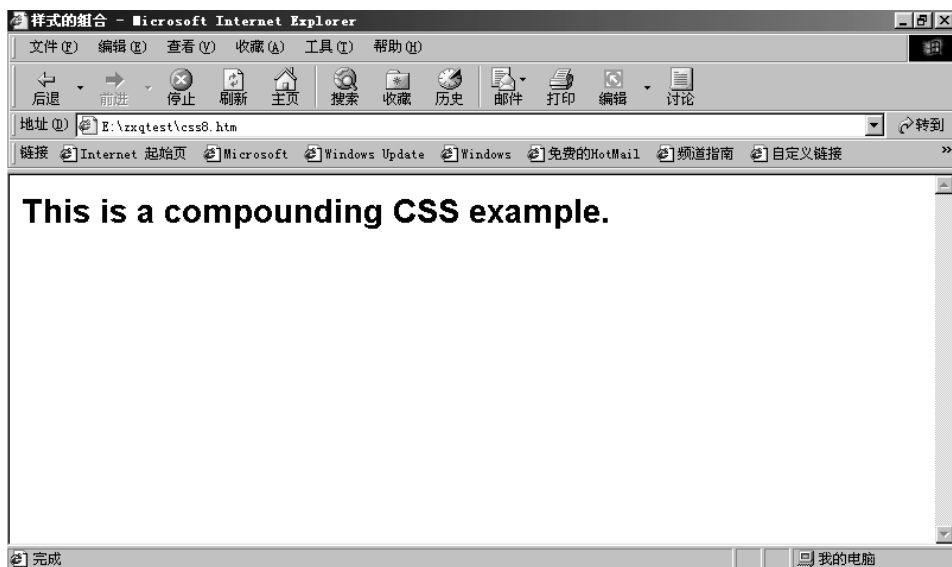 样式的组合 - Microsoft Internet Explorer
文件(F) 编辑(E) 查看(V) 收藏(A) 工具(T) 帮助(H)
后退 前进 停止 刷新 主页 搜索 收藏 历史 邮件 打印 编辑 讨论
地址(D) E:\zxqtest\css8.htm 转到
链接 Internet 起始页 Microsoft Windows Update Windows 免费的HotMail 频道指南 自定义链接 »
This is a compounding CSS example.
完成 我的电脑